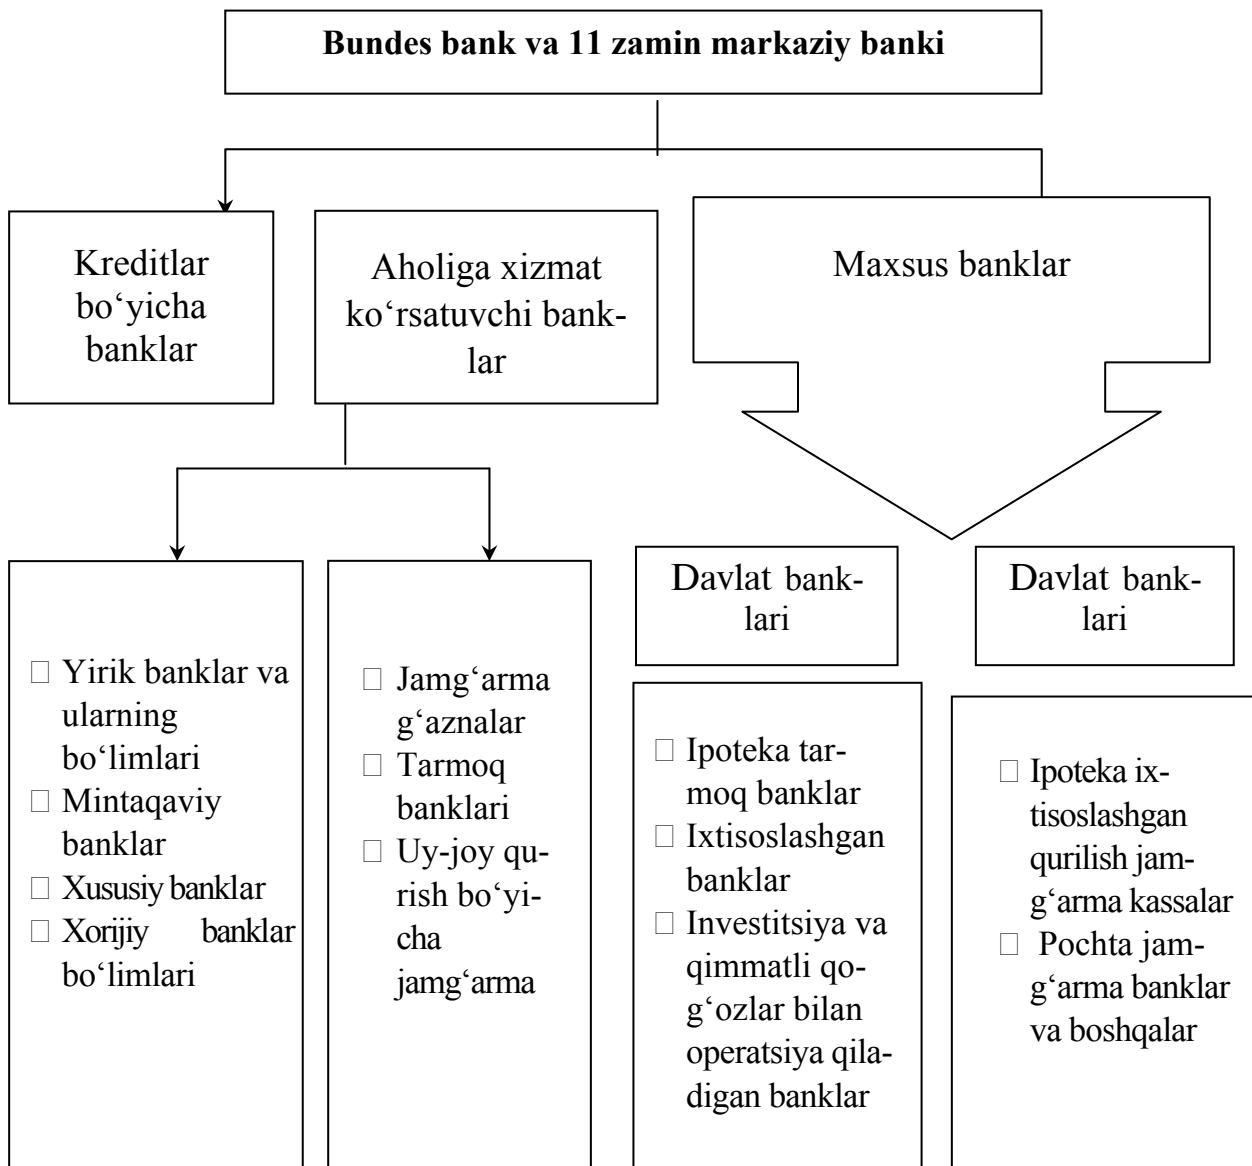 Bundes bank va 11 zamin markaziy banki
Kreditlar
bo‘yicha
banklar
Aholiga xizmat
ko‘rsatuvchi bank-
lar
Maxsus banklar
□ Yirik banklar va
ularning
bo‘limlari
□ Mintaqaviy
banklar
□ Xususiy banklar
□ Xorijiy banklar
bo‘limlari
□ Jamg‘arma
g‘aznalar
□ Tarmoq
banklari
□ Uy-joy qu-
rish bo‘yi-
cha
jamg‘arma
Davlat bank-
lari
□ Ipoteka tar-
moq banklar
□ Ixtisoslashgan
banklar
□ Investitsiya va
qimmatli qo-
g‘ozlar bilan
operatsiya qila-
digan banklar
Davlat bank-
lari
□ Ipoteka ix-
tisoslashgan
qurilish jam-
g‘arma kassalar
□ Pochta jam-
g‘arma banklar
va boshqalar